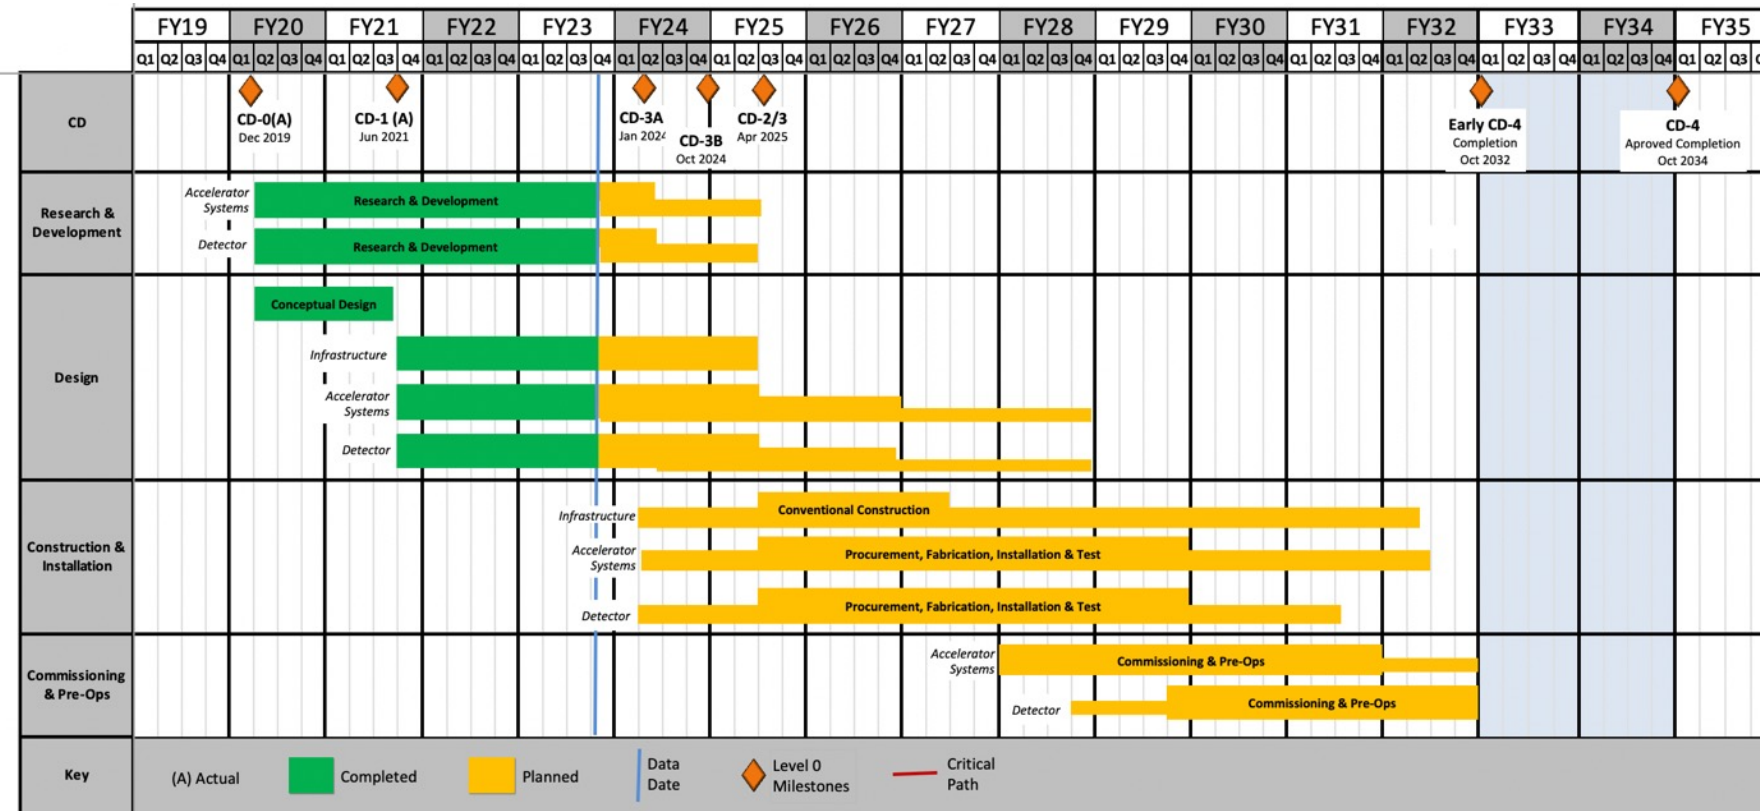 FY19 FY20 FY21 FY22 FY23 FY24 FY25 FY26 FY27 FY28 FY29 FY30 FY31 FY32 FY33 FY34 FY35
Q1 Q2 Q3 Q4 Q1 Q2 Q3 Q4 Q1 Q2 Q3 Q4 Q1 Q2 Q3 Q4 Q1 Q2 Q3 Q4 Q1 Q2 Q3 Q4 Q1 Q2 Q3 Q4 Q1 Q2 Q3 Q4 Q1 Q2 Q3 Q4 Q1 Q2 Q3 Q4 Q1 Q2 Q3 Q4 Q1 Q2 Q3 Q4 Q1 Q2 Q3 Q4 Q1 Q2 Q3 Q4 Q1 Q2 Q3 Q4 Q1 Q2 Q3 Q4 Q1 Q2 Q3
CD
CD-0(A)
Dec 2019
CD-1 (A)
Jun 2021
CD-3A
Jan 2024
CD-3B
Oct 2024
CD-2/3
Apr 2025
Early CD-4
Completion
Oct 2032
CD-4
Aproved Completion
Oct 2034
Research &
Development
Accelerator
Systems
Research & Development
Detector
Research & Development
Design
Conceptual Design
Infrastructure
Accelerator
Systems
Detector
Construction &
Installation
Infrastructure
Conventional Construction
Accelerator
Systems
Procurement, Fabrication, Installation & Test
Detector
Procurement, Fabrication, Installation & Test
Commissioning
& Pre-Ops
Accelerator
Systems
Commissioning & Pre-Ops
Detector
Commissioning & Pre-Ops
Key
(A) Actual
Completed
Planned
Data
Date
Level 0
Milestones
Critical
Path